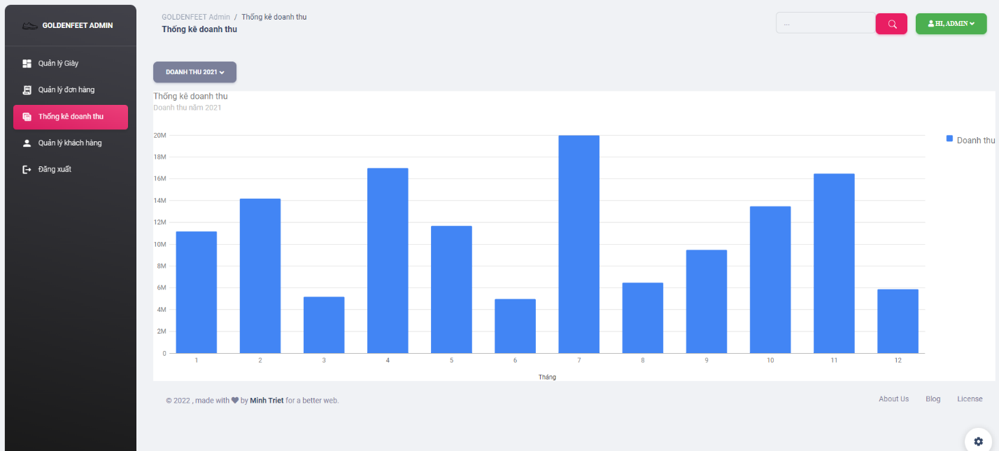 GOLDENFEET ADMIN
Quản lý Giày
Quản lý đơn hàng
Thống kê doanh thu
Quản lý khách hàng
Đăng xuất
GOLDENFEET Admin / Thống kê doanh thu
Thống kê doanh thu
...
HI, ADMIN
DOANH THU 2021
Thống kê doanh thu
Doanh thu năm 2021
20M
18M
16M
14M
12M
10M
8M
6M
4M
2M
0
1 2 3 4 5 6 7 8 9 10 11 12
Tháng
Doanh thu
© 2022 , made with by Minh Triet for a better web.
About Us Blog License